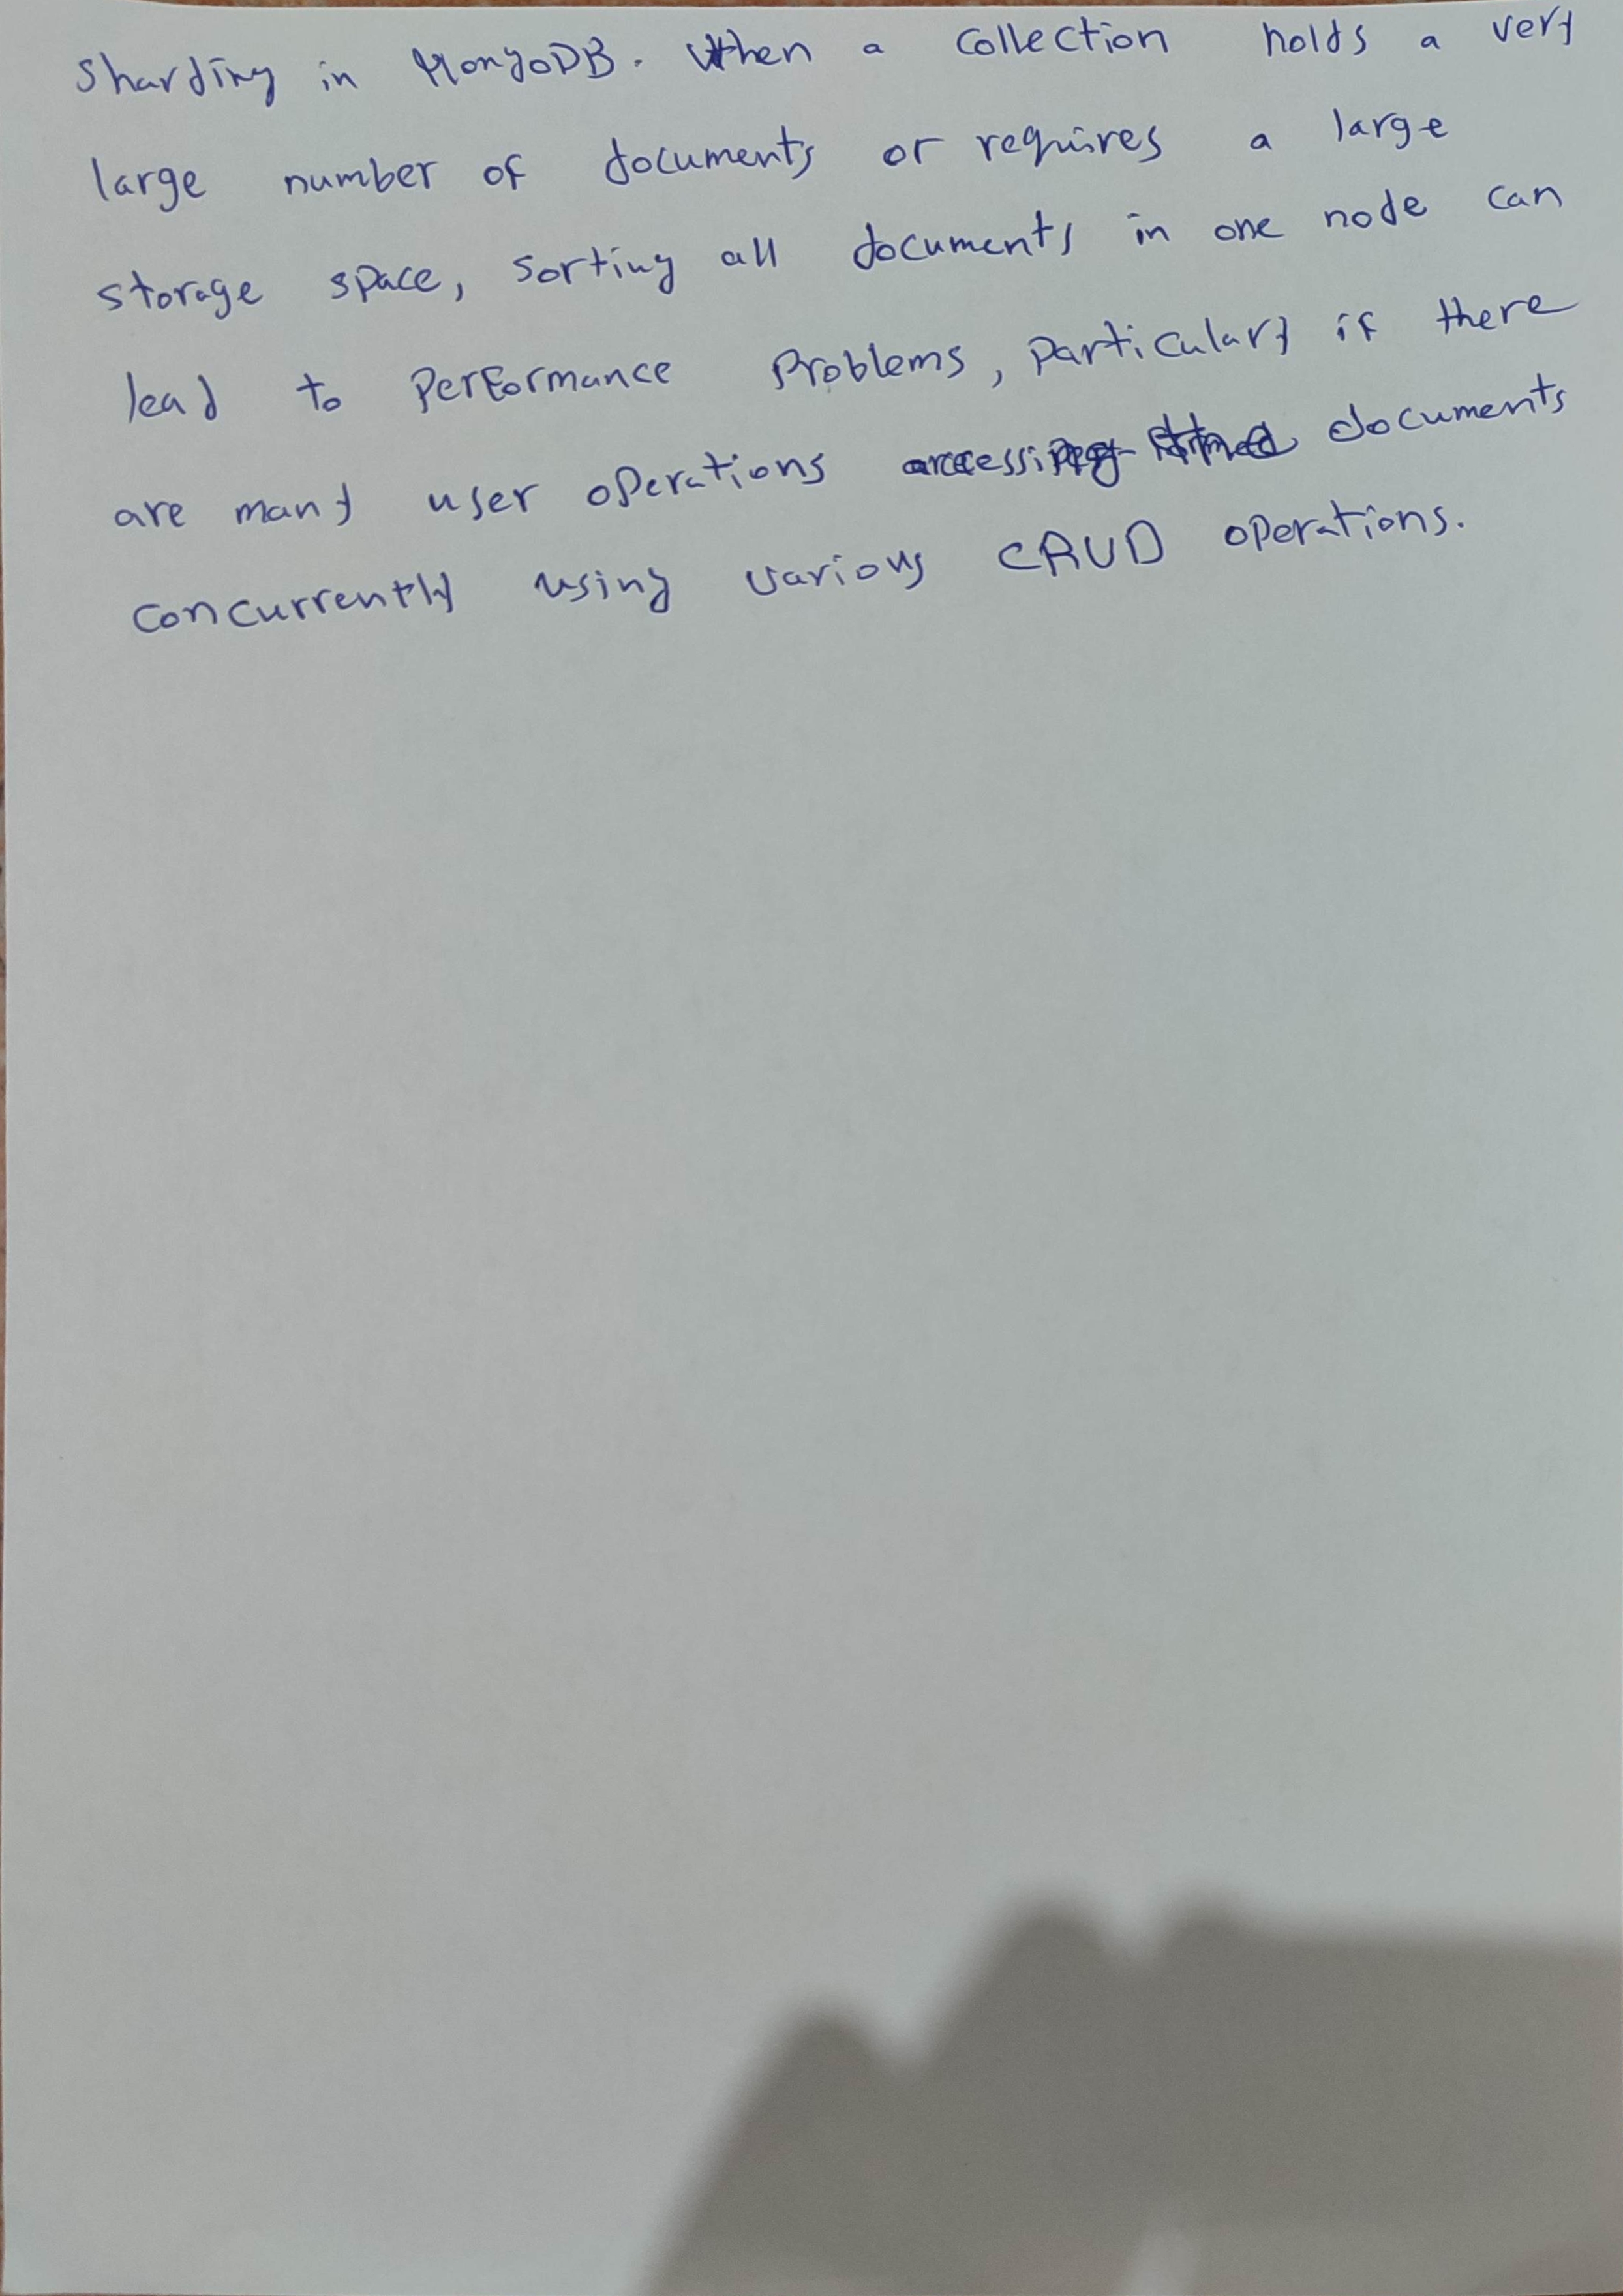 Sharding in MongoDB. When a collection holds a very
large number of documents or requires a large
storage space, sorting all documents in one node can
lead to Performance Problems, particulary if there
are many user operations accessing documents
concurrently using various CRUD operations.